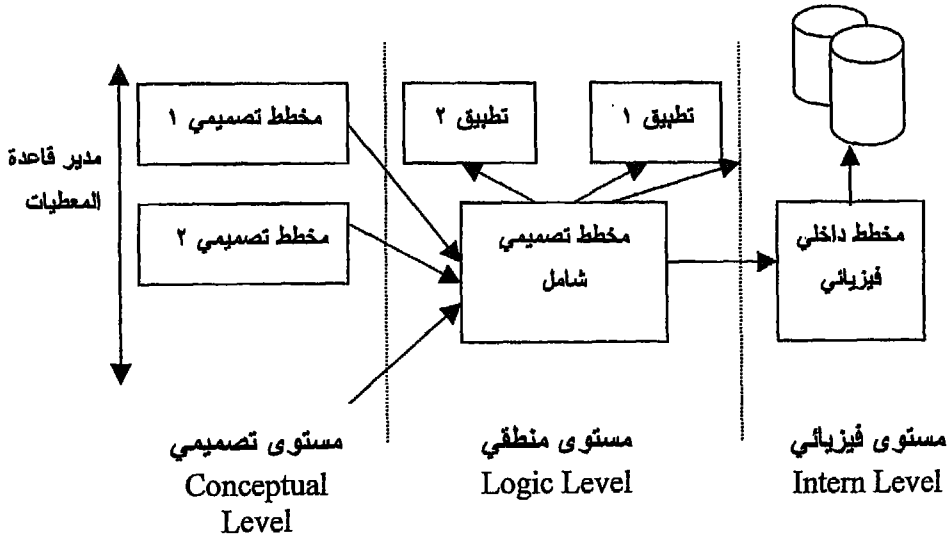 مدير قاعدة
المعطيات
مخطط تصميمي ١
مخطط تصميمي ٢
تطبيق ٢
تطبيق ١
مخطط تصميمي
شامل
مخطط داخلي
فيزيائي
مستوى تصميمي
Conceptual
Level
مستوى منطقي
Logic Level
مستوى فيزيائي
Intern Level